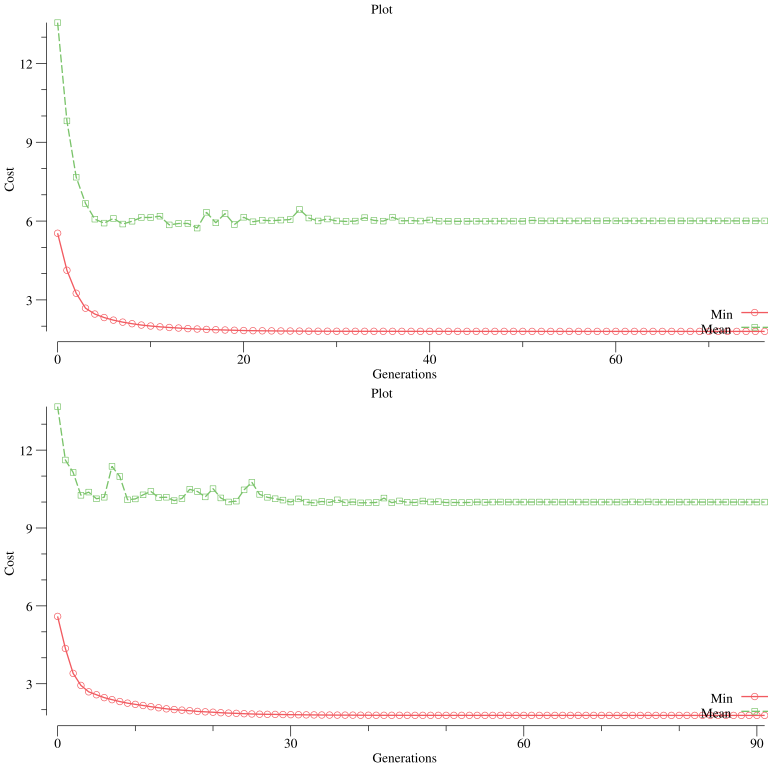 Plot
12
9
6
3
Cost
Min
Mean
0 20 40 60
Generations
Plot
12
9
6
3
Cost
Min
Mean
0 30 60 90
Generations